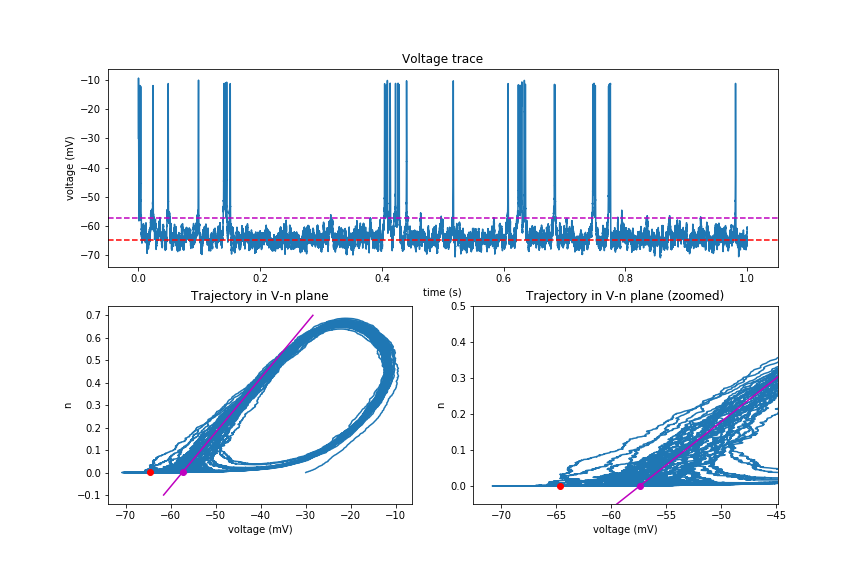 Voltage trace
−10
−20
−30
−40
−50
−60
−70
voltage (mV)
0.0 0.2 0.4 0.6 0.8 1.0
time (s)
Trajectory in V-n plane
0.7
0.6
0.5
0.4
0.3
0.2
0.1
0.0
−0.1
n
−70 −60 −50 −40 −30 −20 −10
voltage (mV)
Trajectory in V-n plane (zoomed)
0.5
0.4
0.3
0.2
0.1
0.0
n
−70 −65 −60 −55 −50 −45
voltage (mV)